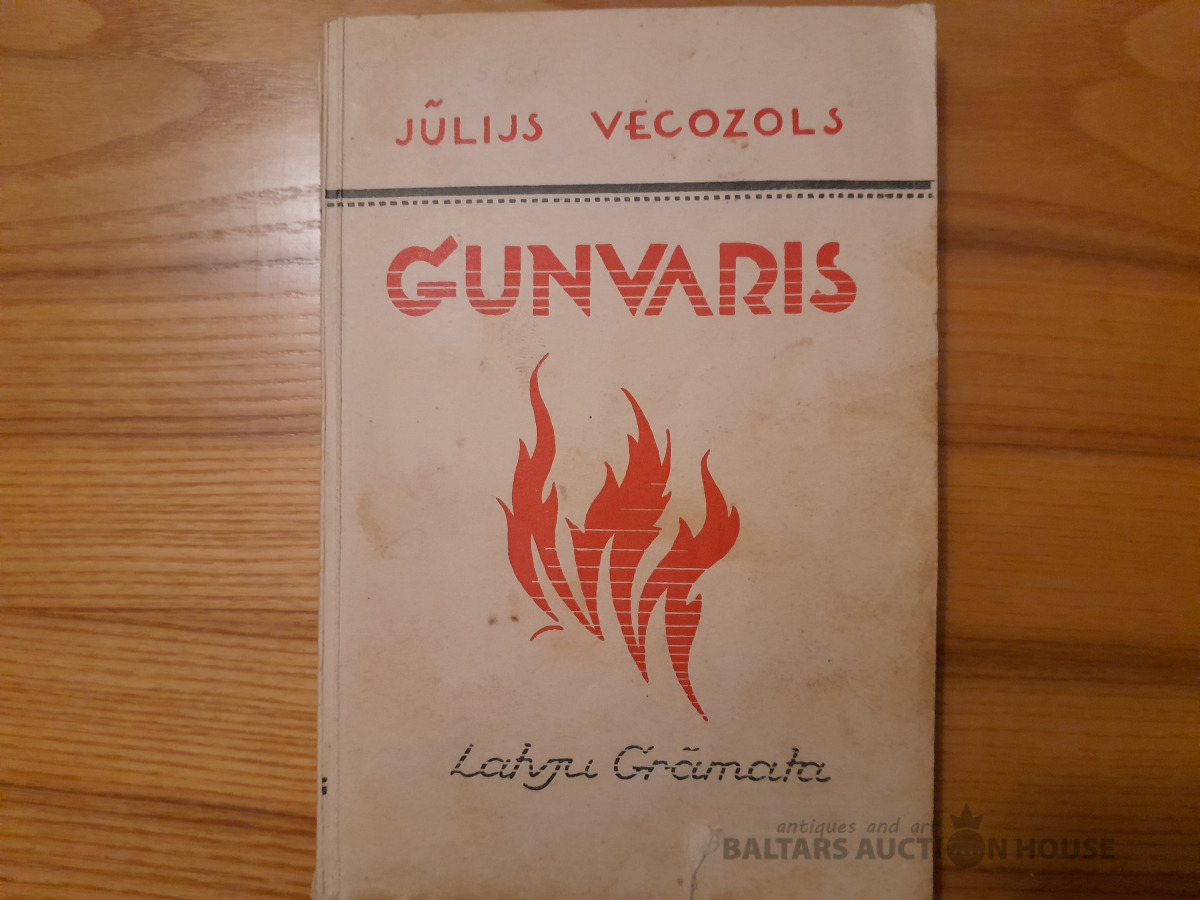 JŪLIJS VECOZOLS
GUNVARIS
Latvju Grāmata
antiques and art
BALTARS AUCTION HOUSE